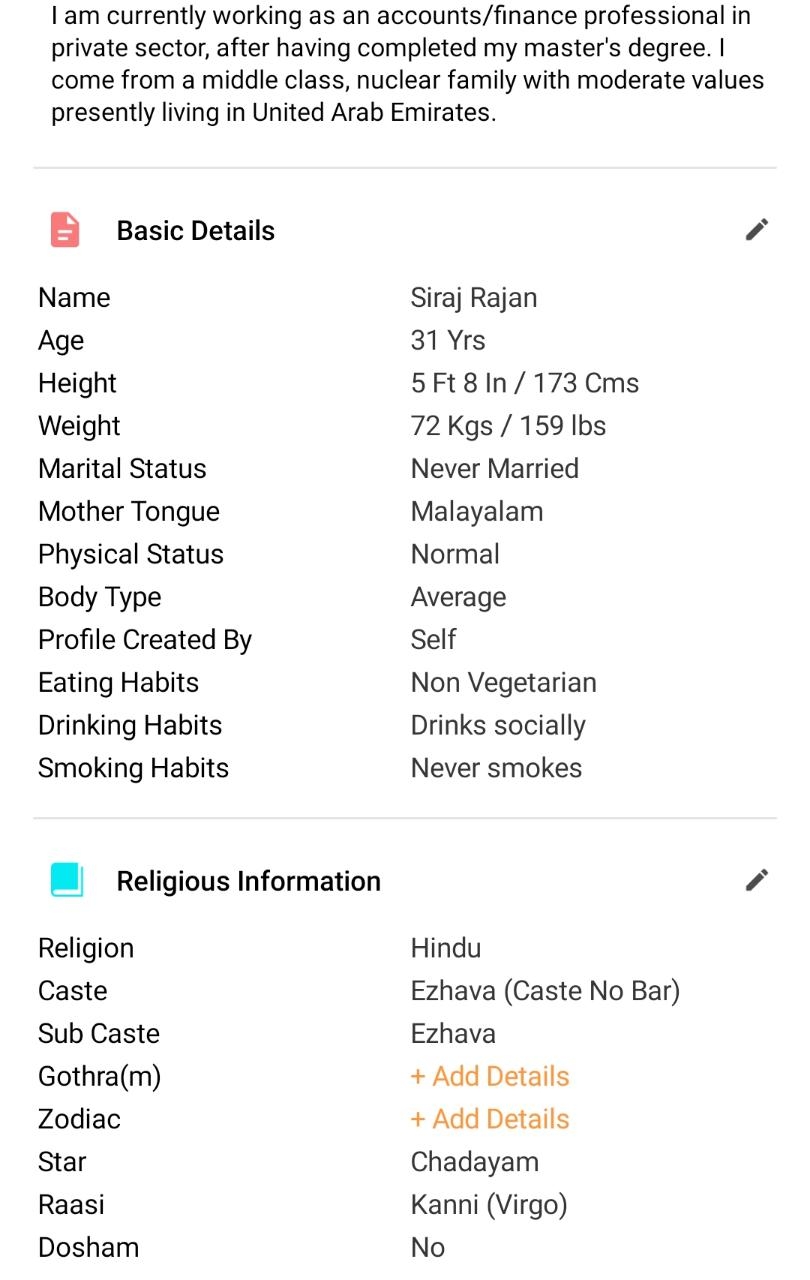 I am currently working as an accounts/finance professional in
private sector, after having completed my master's degree. I
come from a middle class, nuclear family with moderate values
presently living in United Arab Emirates.
Basic Details
Name Siraj Rajan
Age 31 Yrs
Height 5 Ft 8 In / 173 Cms
Weight 72 Kgs / 159 lbs
Marital Status Never Married
Mother Tongue Malayalam
Physical Status Normal
Body Type Average
Profile Created By Self
Eating Habits Non Vegetarian
Drinking Habits Drinks socially
Smoking Habits Never smokes
Religious Information
Religion Hindu
Caste Ezhava (Caste No Bar)
Sub Caste Ezhava
Gothra(m) + Add Details
Zodiac + Add Details
Star Chadayam
Raasi Kanni (Virgo)
Dosham No